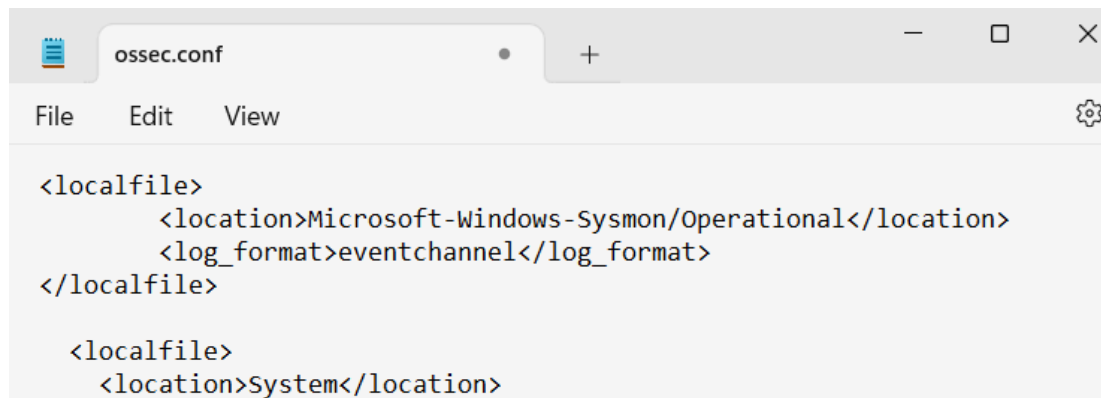 ossec.conf
File Edit View
<localfile>
<location>Microsoft-Windows-Sysmon/Operational</location>
<log_format>eventchannel</log_format>
</localfile>
<localfile>
<location>System</location>